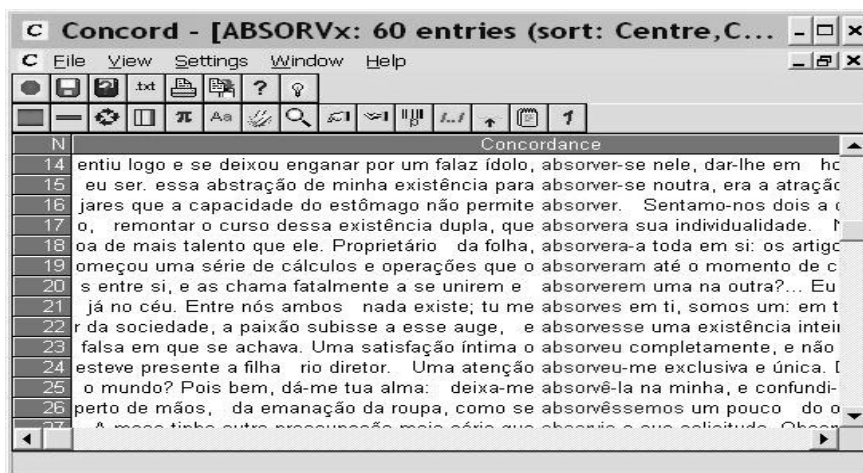 C Concord - [ABSORVx: 60 entries (sort: Centre,C...
C File View Settings Window Help
.txt ?
π Aa
N Concordance
14 entiu logo e se deixou enganar por um falaz ídolo, absorver-se nele, dar-lhe em hc
15 eu ser. essa abstração de minha existência para absorver-se noutra, era a atraçãc
16 jares que a capacidade do estômago não permite absorver. Sentamo-nos dois a c
17 o, remontar o curso dessa existência dupla, que absorvera sua individualidade.
18 oa de mais talento que ele. Proprietário da folha, absorvera-a toda em si: os artigc
19 omeçou uma série de cálculos e operações que o absorveram até o momento de c
20 s entre si, e as chama fatalmente a se unirem e absorverem uma na outra?... Eu
21 já no céu. Entre nós ambos nada existe; tu me absorves em ti, somos um: em t
22 r da sociedade, a paixão subisse a esse auge, e absorvesse uma existência inteir
23 falsa em que se achava. Uma satisfação íntima o absorveu completamente, e não
24 esteve presente a filha rio diretor. Uma atenção absorveu-me exclusiva e única.
25 o mundo? Pois bem, dá-me tua alma: deixa-me absorvê-la na minha, e confundi-
26 perto de mãos, da emanação da roupa, como se absorvêssemos um pouco do o